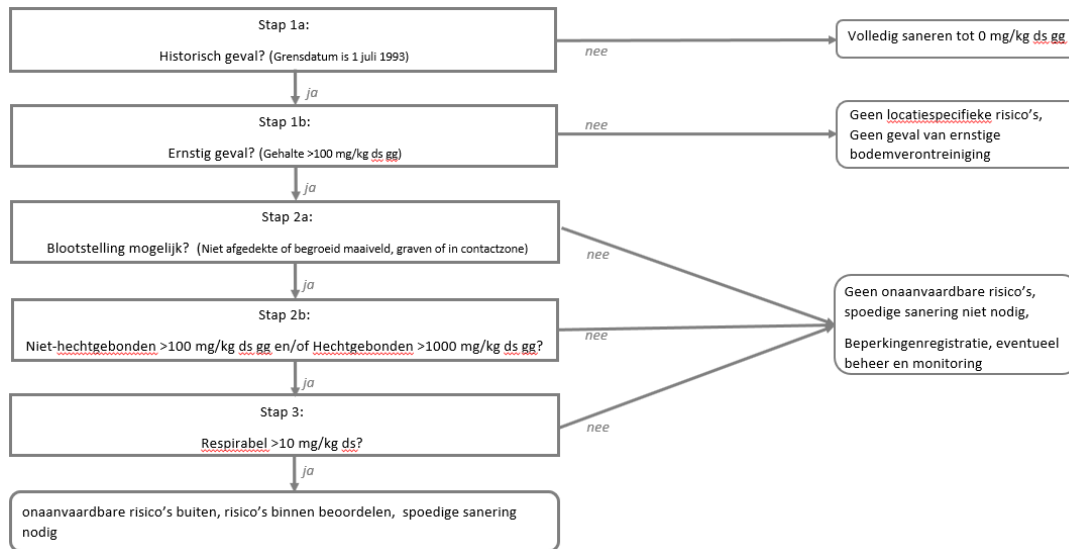 Stap 1a:
Historisch geval? (Grensdatum is 1 juli 1993)
nee
Volledig saneren tot 0 mg/kg ds gg
ja
Stap 1b:
Ernstig geval? (Gehalte >100 mg/kg ds gg)
nee
Geen locatiespecifieke risico's,
Geen geval van ernstige
bodemverontreiniging
ja
Stap 2a:
Blootstelling mogelijk? (Niet afgedekte of begroeid maaiveld, graven of in contactzone)
nee
ja
Stap 2b:
Niet-hechtgebonden >100 mg/kg ds gg en/of Hechtgebonden >1000 mg/kg ds gg?
nee
Geen onaanvaardbare risico's,
spoedige sanering niet nodig,
Beperkingenregistratie, eventueel
beheer en monitoring
ja
Stap 3:
Respirabel >10 mg/kg ds?
nee
ja
onaanvaardbare risico's buiten, risico's binnen beoordelen, spoedige sanering
nodig